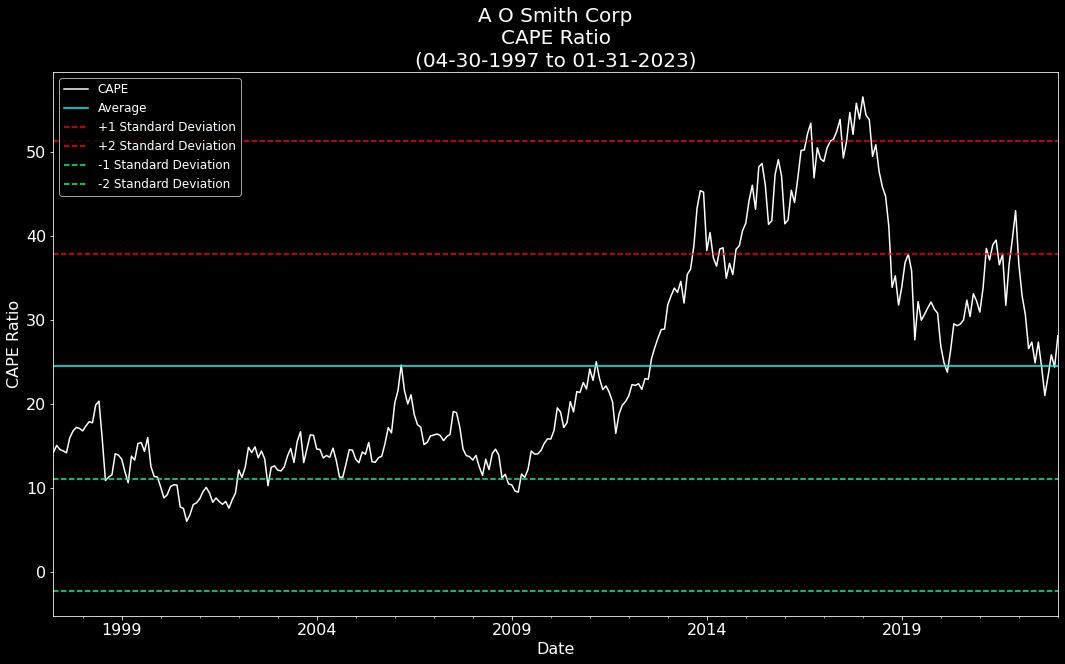 A O Smith Corp
CAPE Ratio
(04-30-1997 to 01-31-2023)
CAPE
Average
+1 Standard Deviation
+2 Standard Deviation
-1 Standard Deviation
-2 Standard Deviation
CAPE Ratio
50
40
30
20
10
0
1999 2004 2009 2014 2019
Date